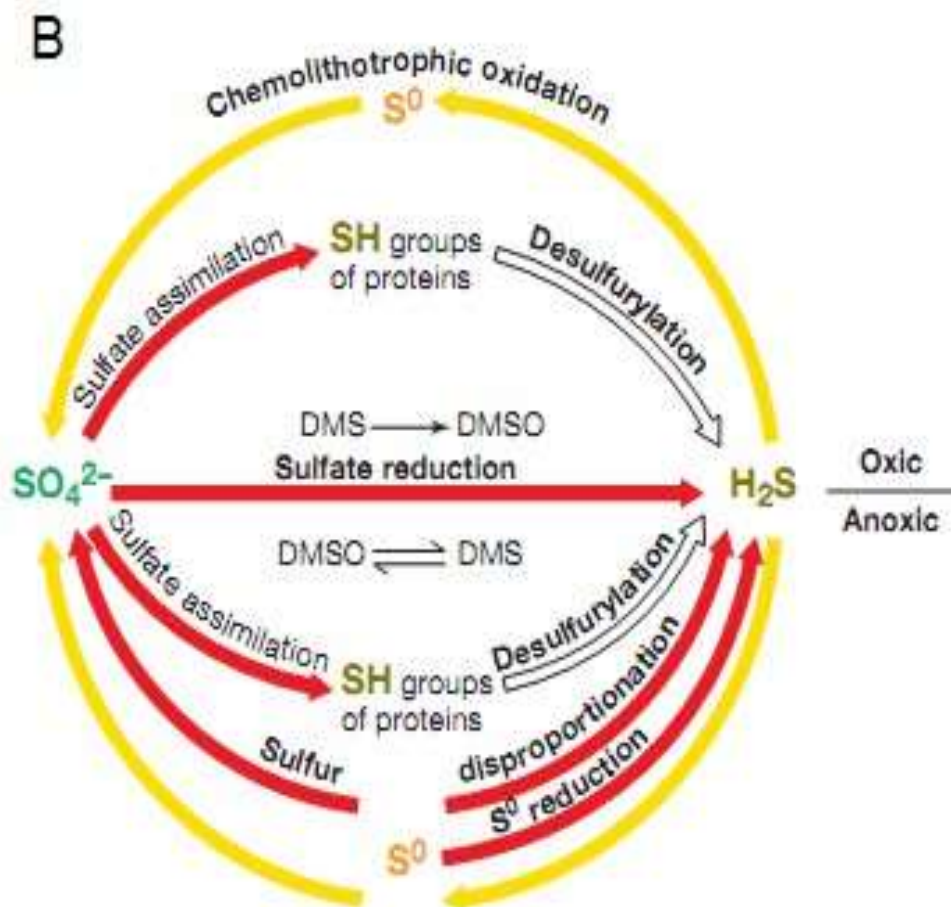 B
Chemolithotrophic oxidation
S⁰
Sulfate assimilation
SH groups
of proteins
Desulfurylation
DMS DMSO
Sulfate reduction
SO₄²⁻
H₂S
Oxic
Anoxic
DMSO DMS
Sulfate assimilation
Desulfurylation
SH groups
of proteins
Sulfur
disproportionation
S⁰ reduction
S⁰